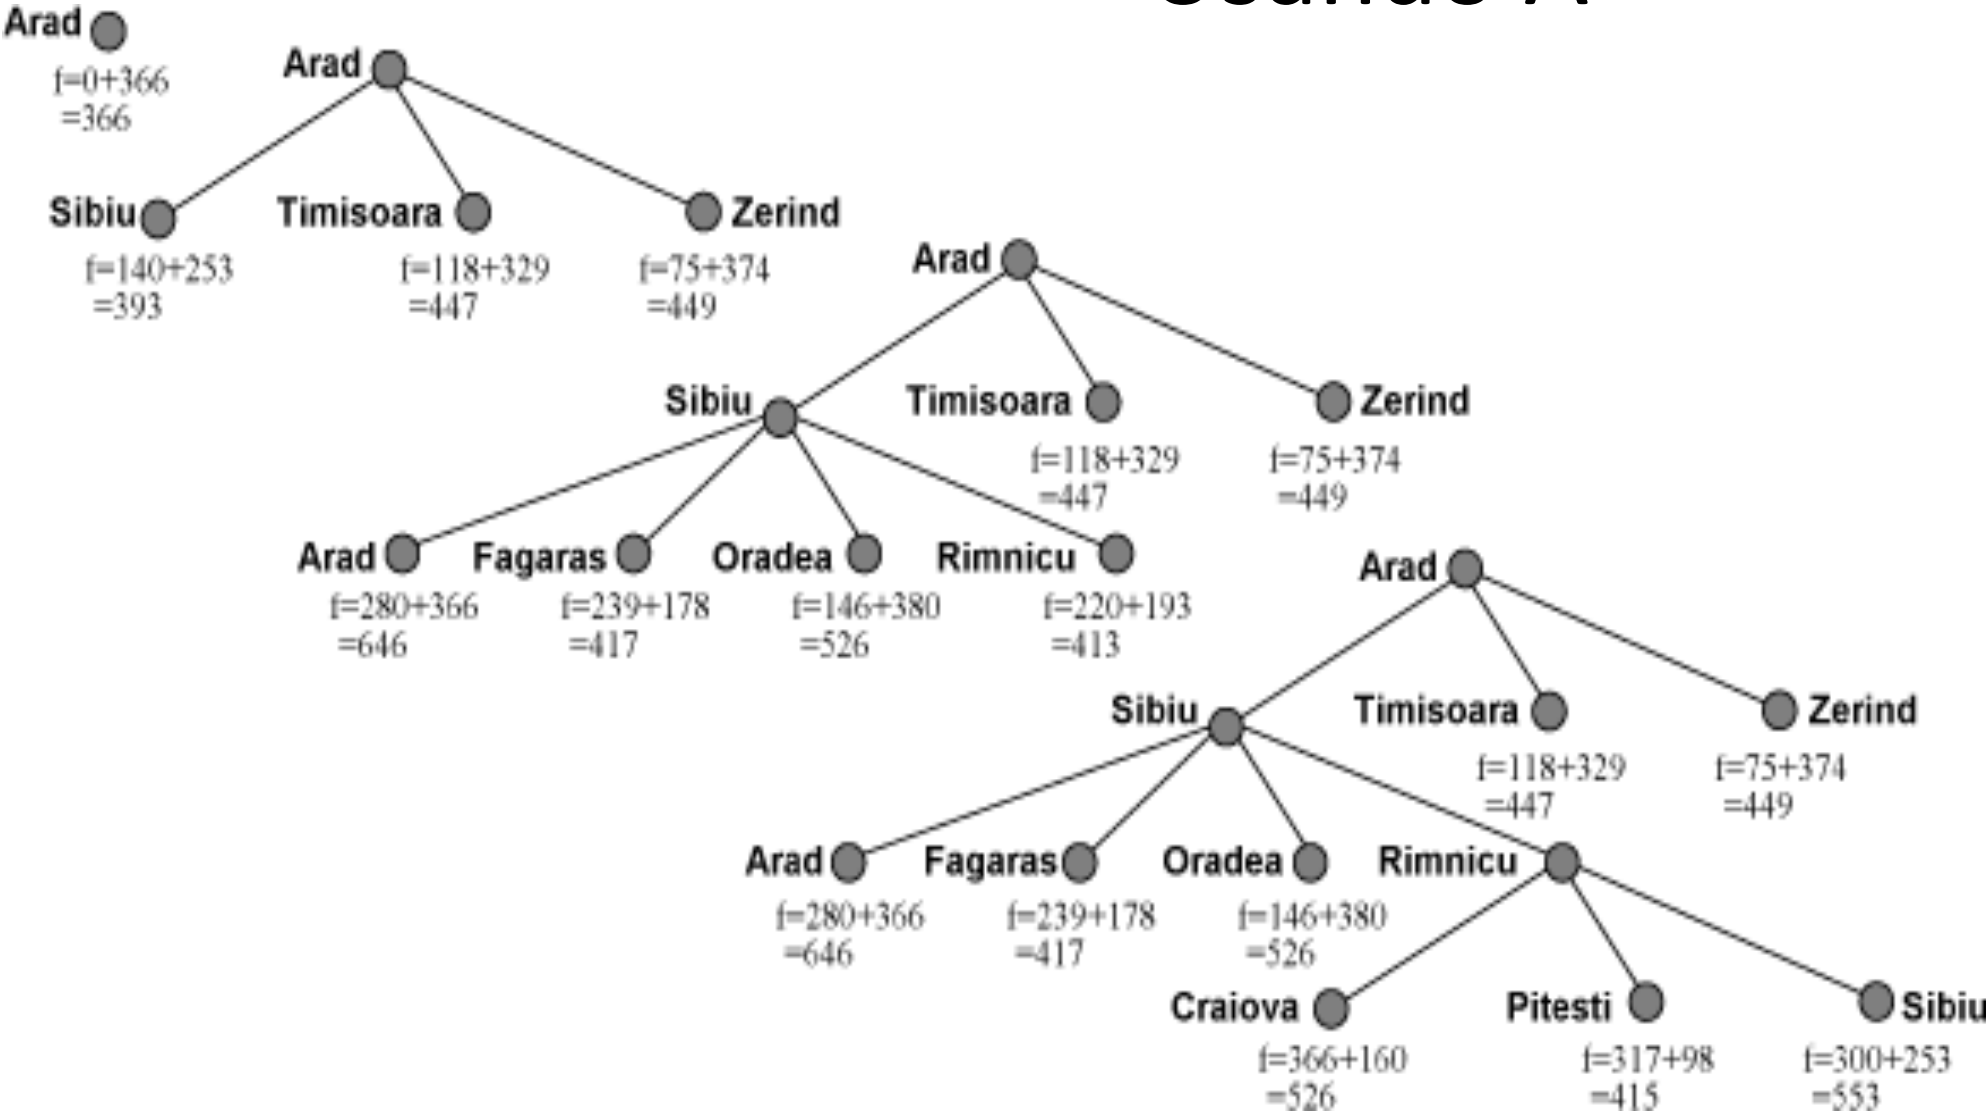 Usando A
Arad
f=0+366
=366
Arad
Sibiu
Timisoara
Zerind
f=140+253
=393
f=118+329
=447
f=75+374
=449
Arad
Sibiu
Timisoara
Zerind
f=118+329
=447
f=75+374
=449
Arad
Fagaras
Oradea
Rimnicu
f=280+366
=646
f=239+178
=417
f=146+380
=526
f=220+193
=413
Arad
Sibiu
Timisoara
Zerind
f=118+329
=447
f=75+374
=449
Arad
Fagaras
Oradea
Rimnicu
f=280+366
=646
f=239+178
=417
f=146+380
=526
Craiova
Pitesti
Sibiu
f=366+160
=526
f=317+98
=415
f=300+253
=553